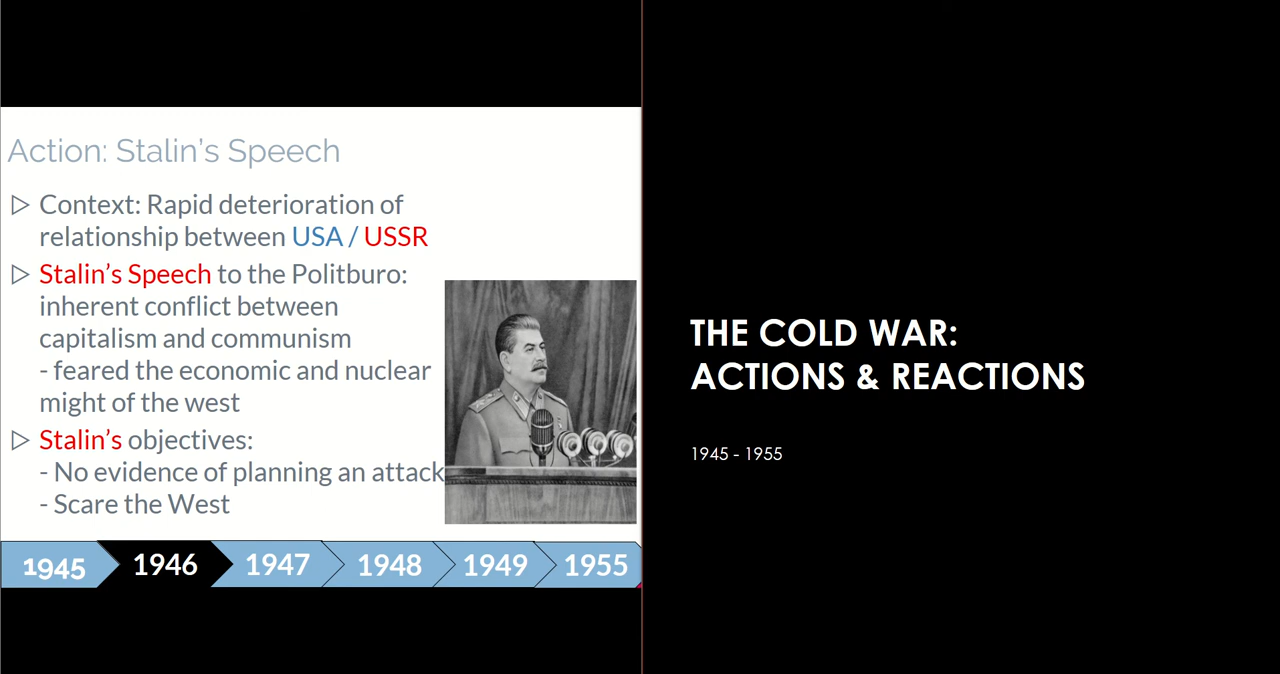 Action: Stalin's Speech
▷ Context: Rapid deterioration of
relationship between USA / USSR
▷ Stalin's Speech to the Politburo:
inherent conflict between
capitalism and communism
- feared the economic and nuclear
might of the west
▷ Stalin's objectives:
- No evidence of planning an attack
- Scare the West
1945 1946 1947 1948 1949 1955
THE COLD WAR:
ACTIONS & REACTIONS
1945 - 1955